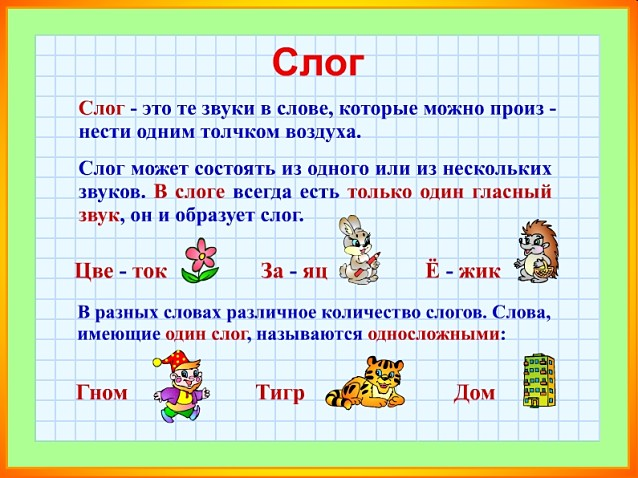 Слог
Слог - это те звуки в слове, которые можно произ -
нести одним толчком воздуха.
Слог может состоять из одного или из нескольких
звуков. В слоге всегда есть только один гласный
звук, он и образует слог.
Цве - ток За - яц Ё - жик
В разных словах различное количество слогов. Слова,
имеющие один слог, называются односложными:
Гном Тигр Дом